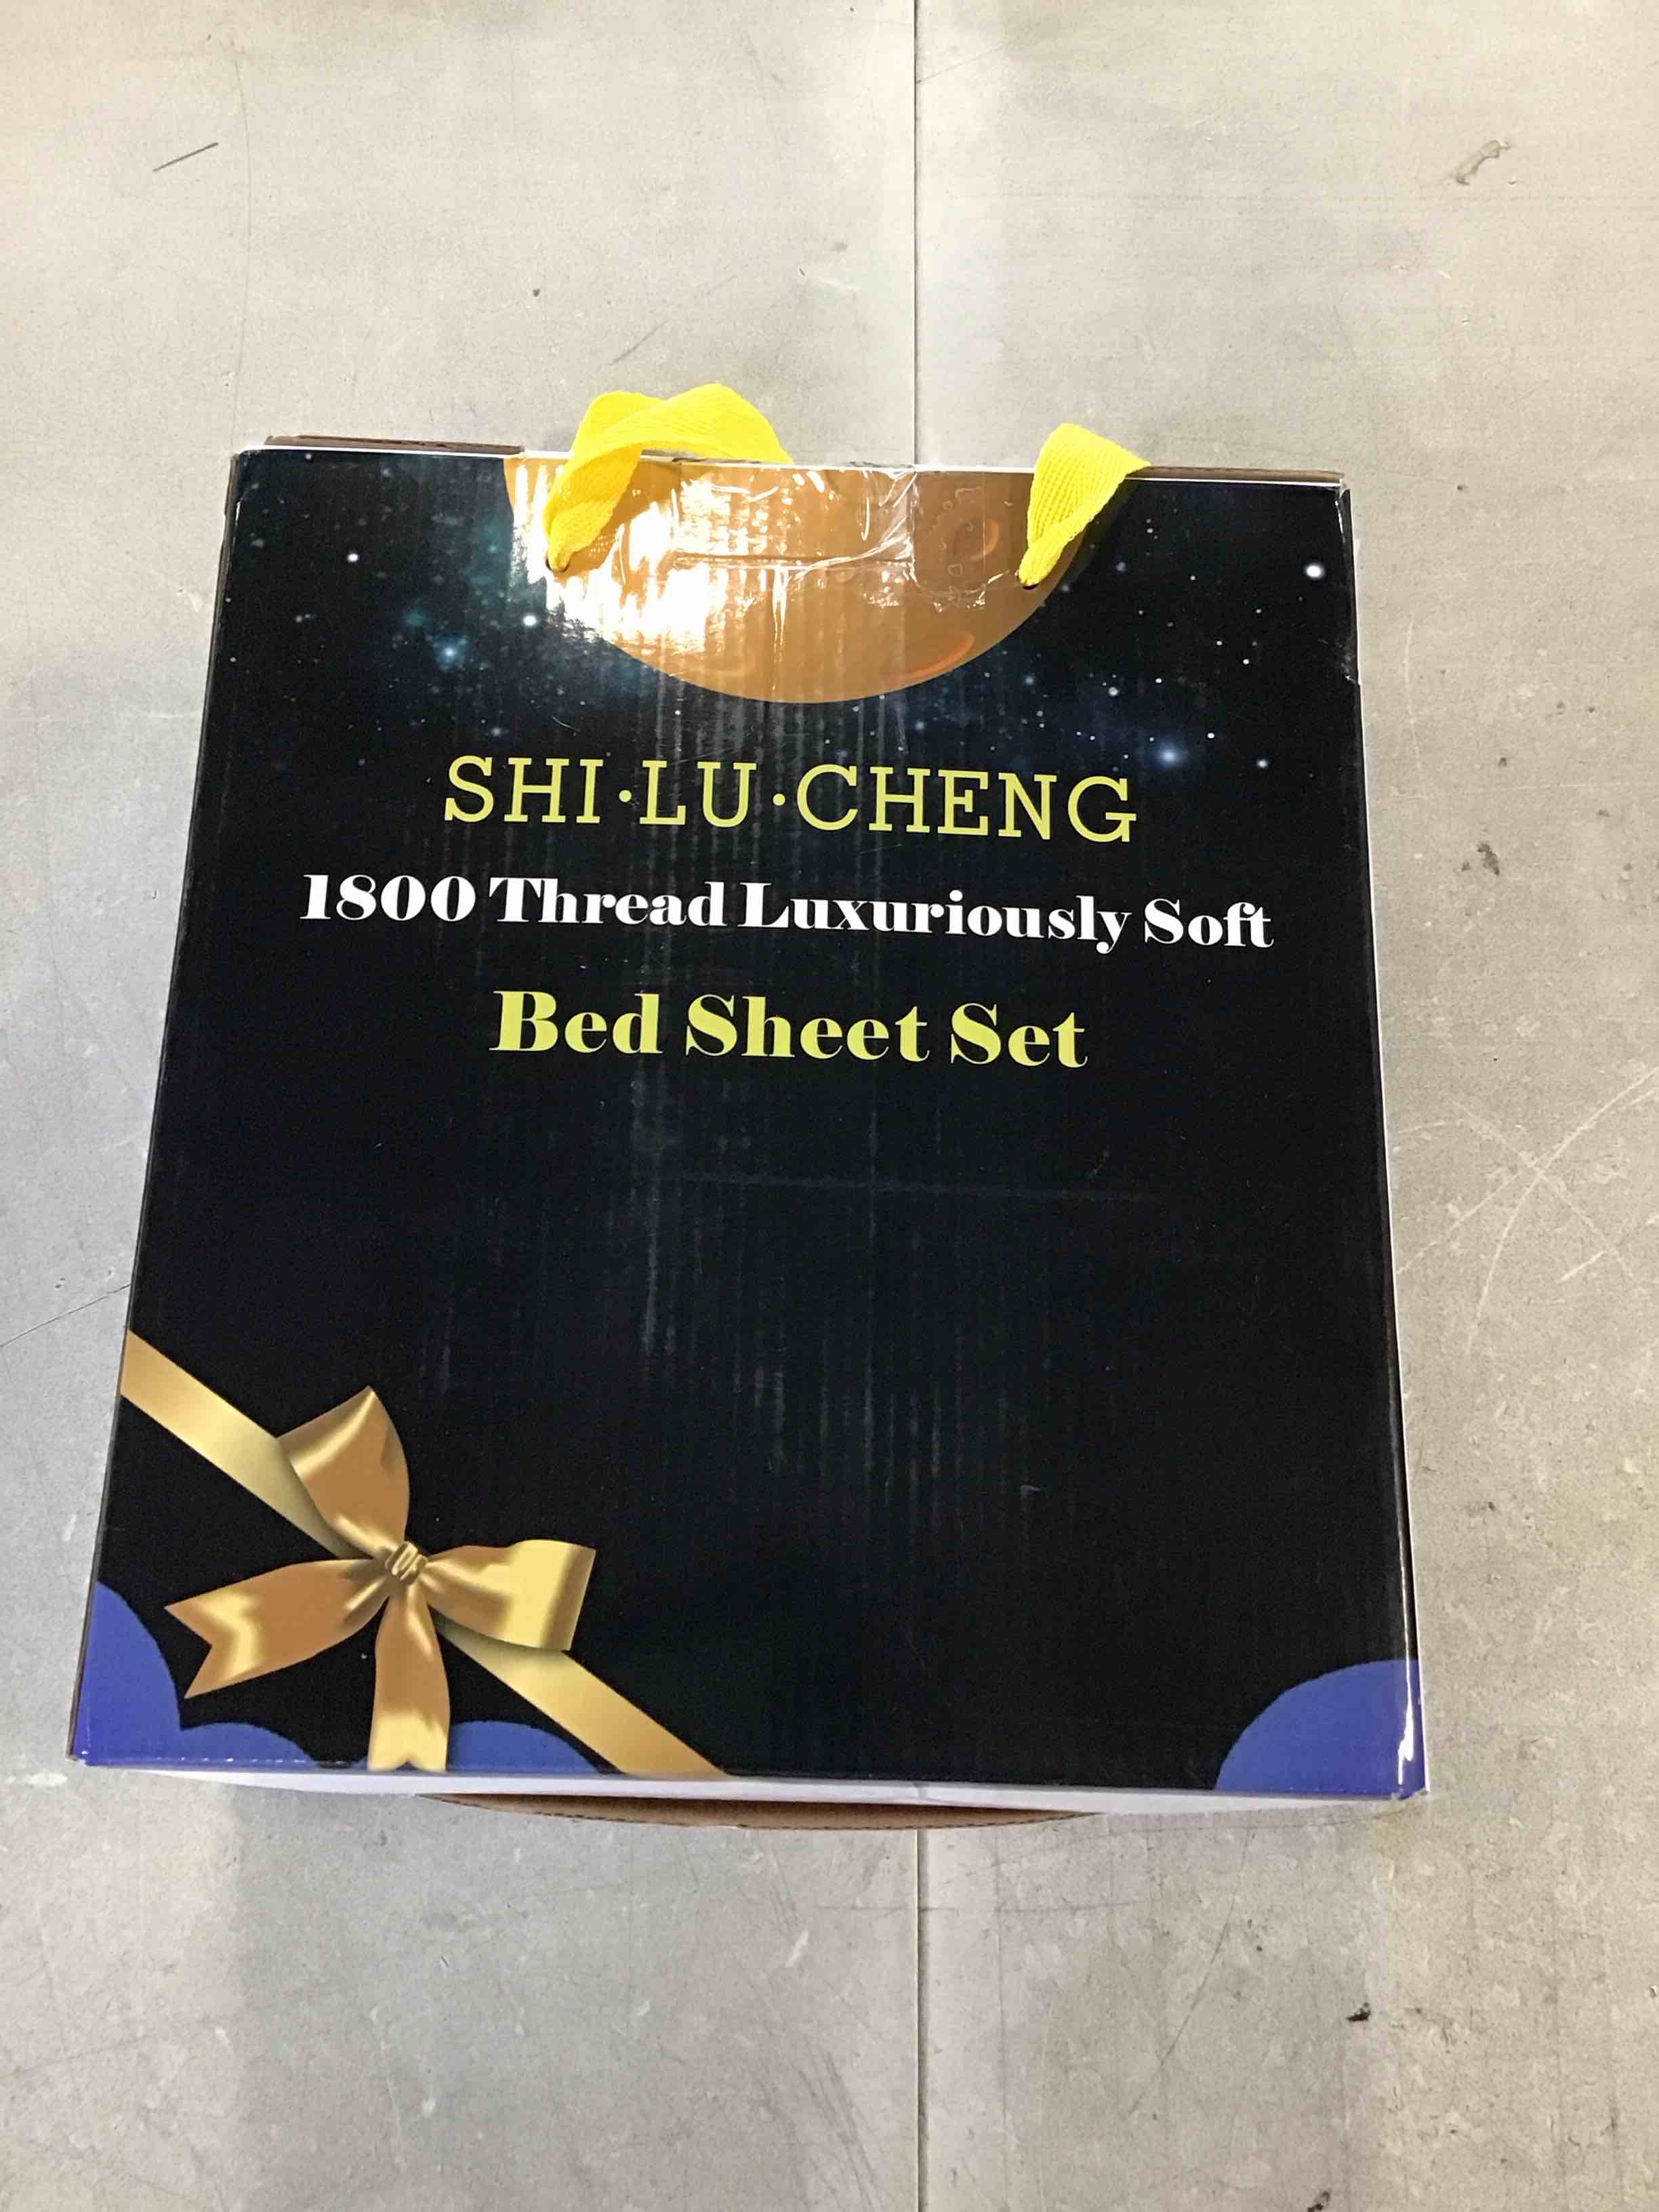 SHI·LU·CHENG
1800 Thread Luxuriously Soft
Bed Sheet Set